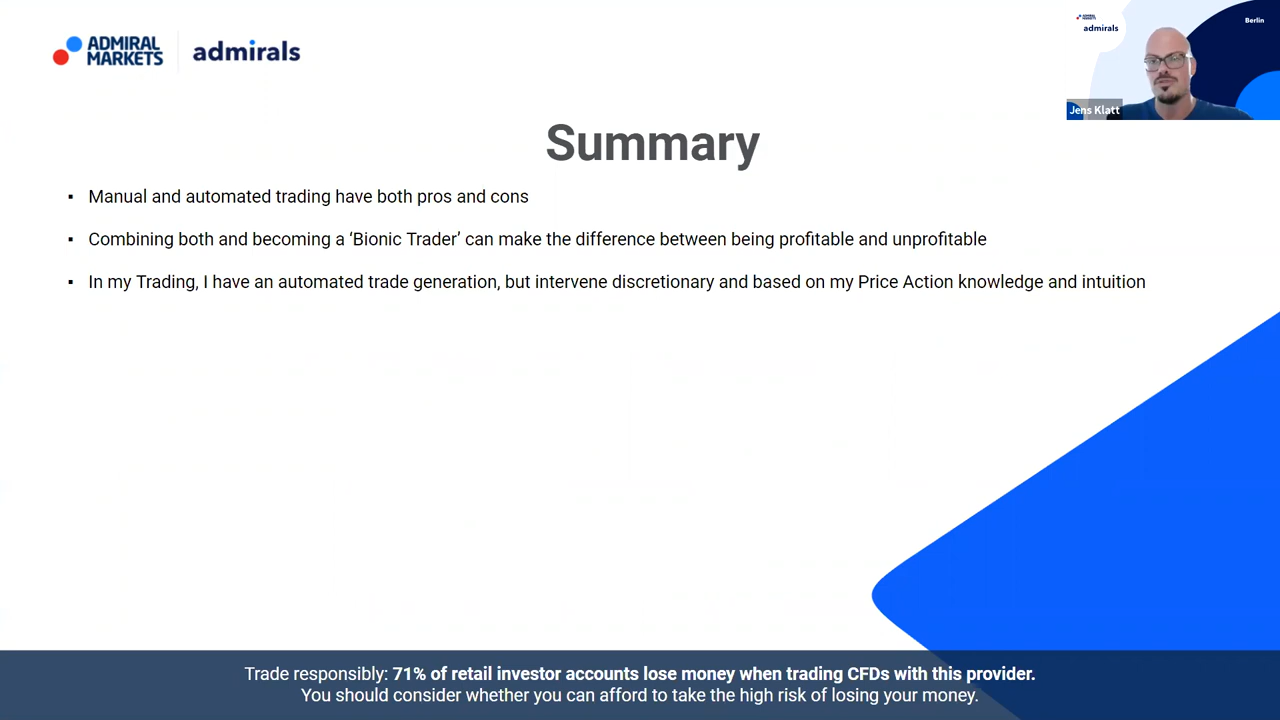 ADMIRAL
MARKETS
admirals
ADMIRAL
MARKETS
admirals
Berlin
Jens Klatt
Summary
▪ Manual and automated trading have both pros and cons
▪ Combining both and becoming a ‘Bionic Trader’ can make the difference between being profitable and unprofitable
▪ In my Trading, I have an automated trade generation, but intervene discretionary and based on my Price Action knowledge and intuition
Trade responsibly: 71% of retail investor accounts lose money when trading CFDs with this provider.
You should consider whether you can afford to take the high risk of losing your money.